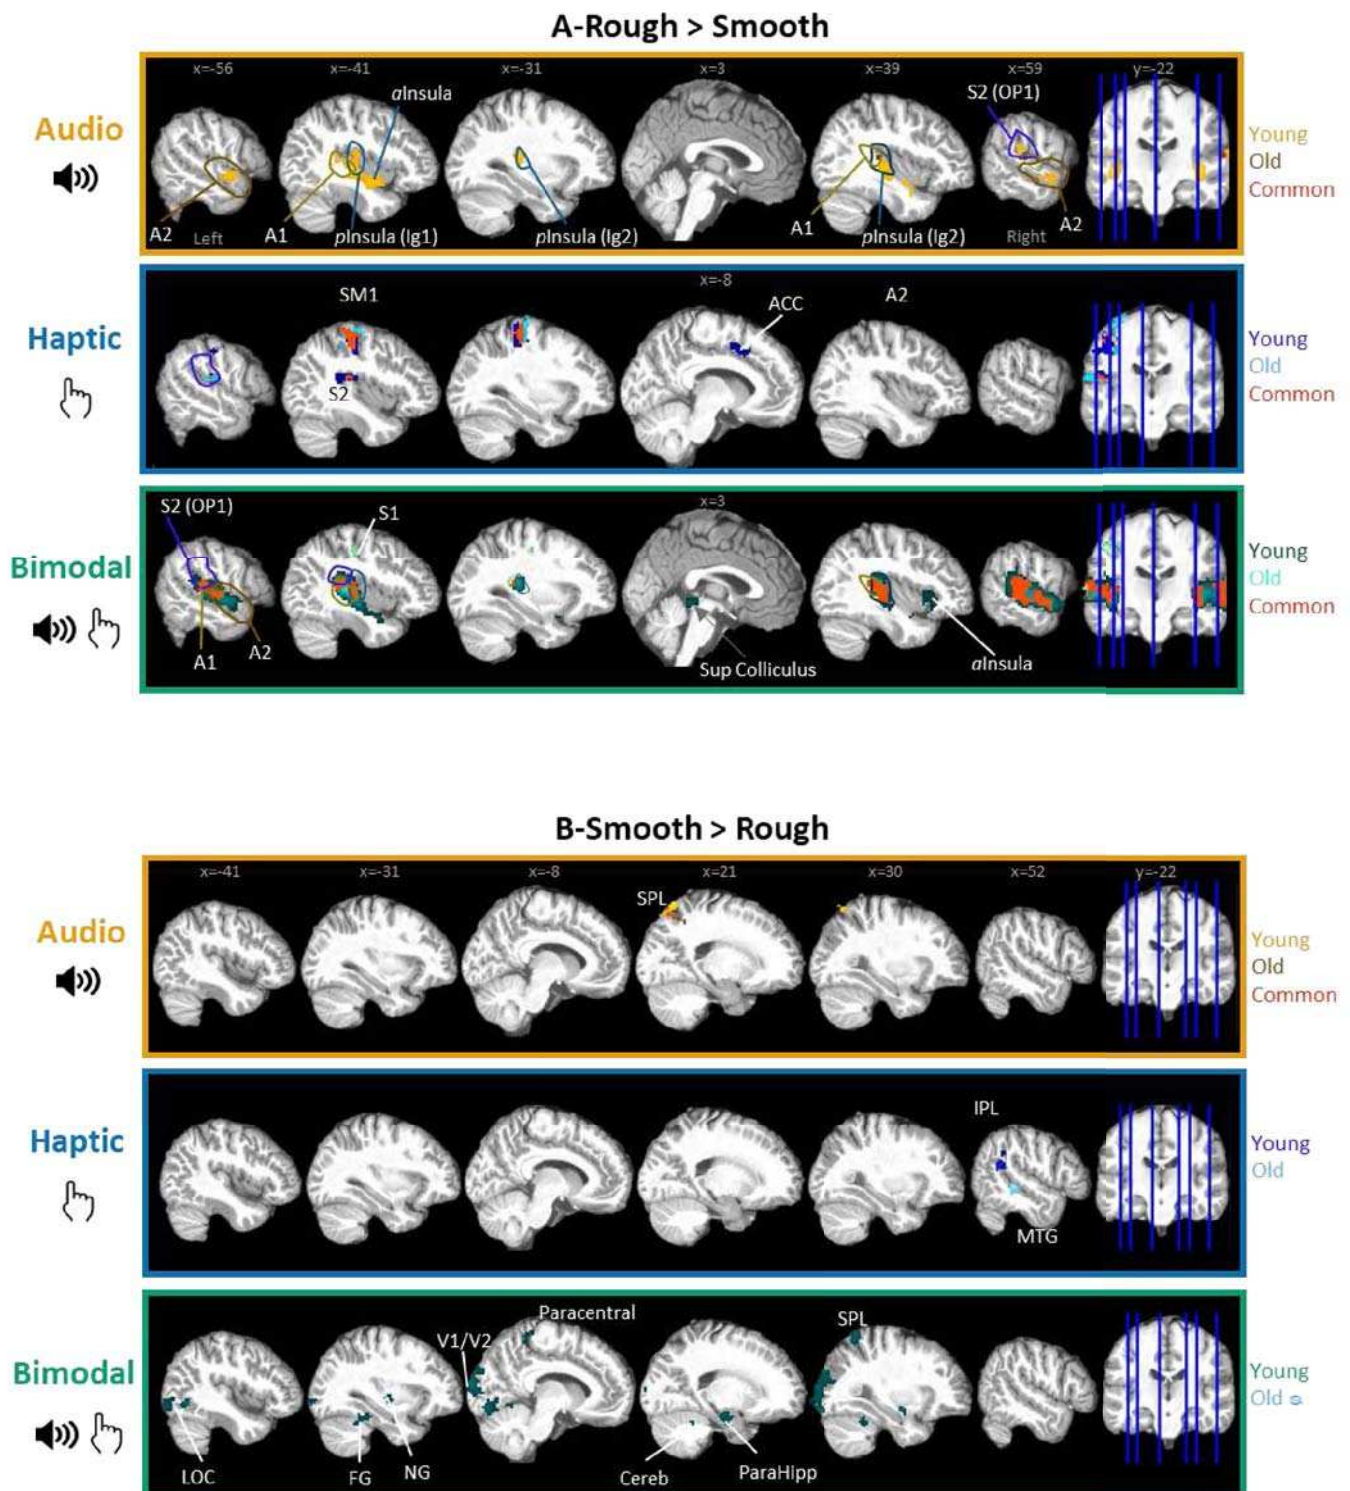 A-Rough > Smooth
Audio
x=-56
x=-41
x=-31
x=3
x=39
x=59
y=-22
aInsula
S2 (OP1)
A2
Left
A1
pInsula (Ig1)
pInsula (Ig2)
A1
pInsula (Ig2)
Right
A2
Young
Old
Common
Haptic
x=-8
SM1
ACC
A2
S2
Young
Old
Common
Bimodal
x=3
S2 (OP1)
S1
A1
A2
Sup Colliculus
aInsula
Young
Old
Common
B-Smooth > Rough
Audio
x=-41
x=-31
x=-8
x=21
x=30
x=52
y=-22
SPL
Young
Old
Common
Haptic
IPL
MTG
Young
Old
Bimodal
Paracentral
V1/V2
SPL
LOC
FG
NG
Cereb
ParaHipp
Young
Old